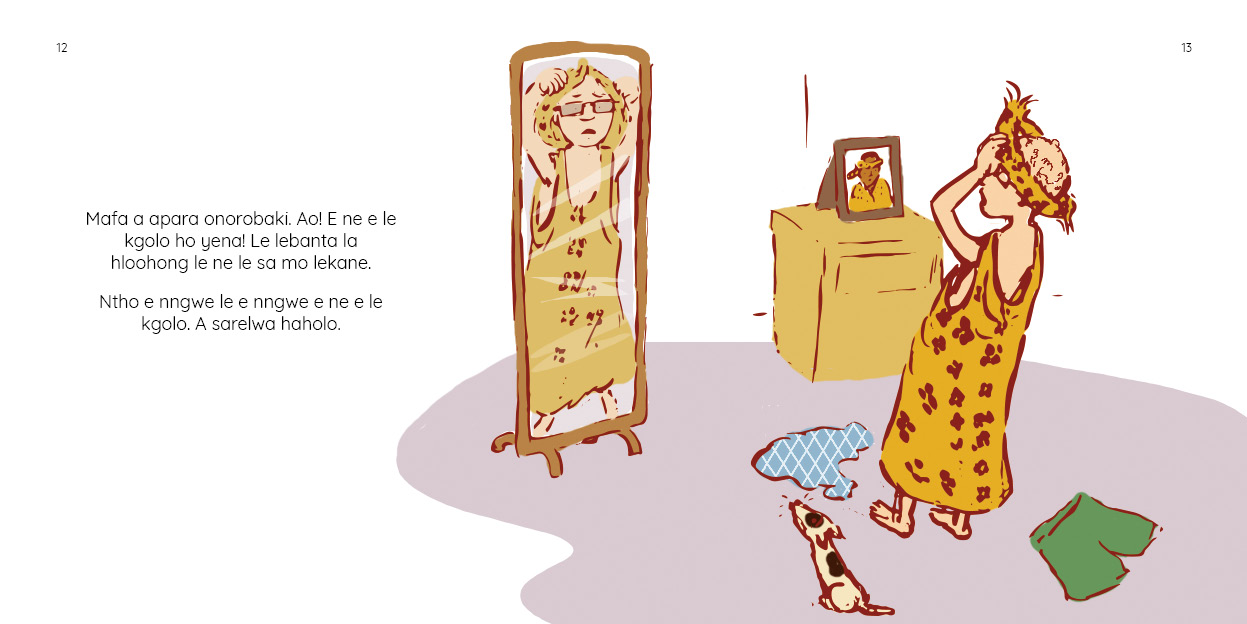 12
13
Mafa a apara onorobaki. Ao! E ne e le
kgolo ho yena! Le lebanta la
hloohong le ne le sa mo lekane.
Ntho e nngwe le e nngwe e ne e le
kgolo. A sarelwa haholo.